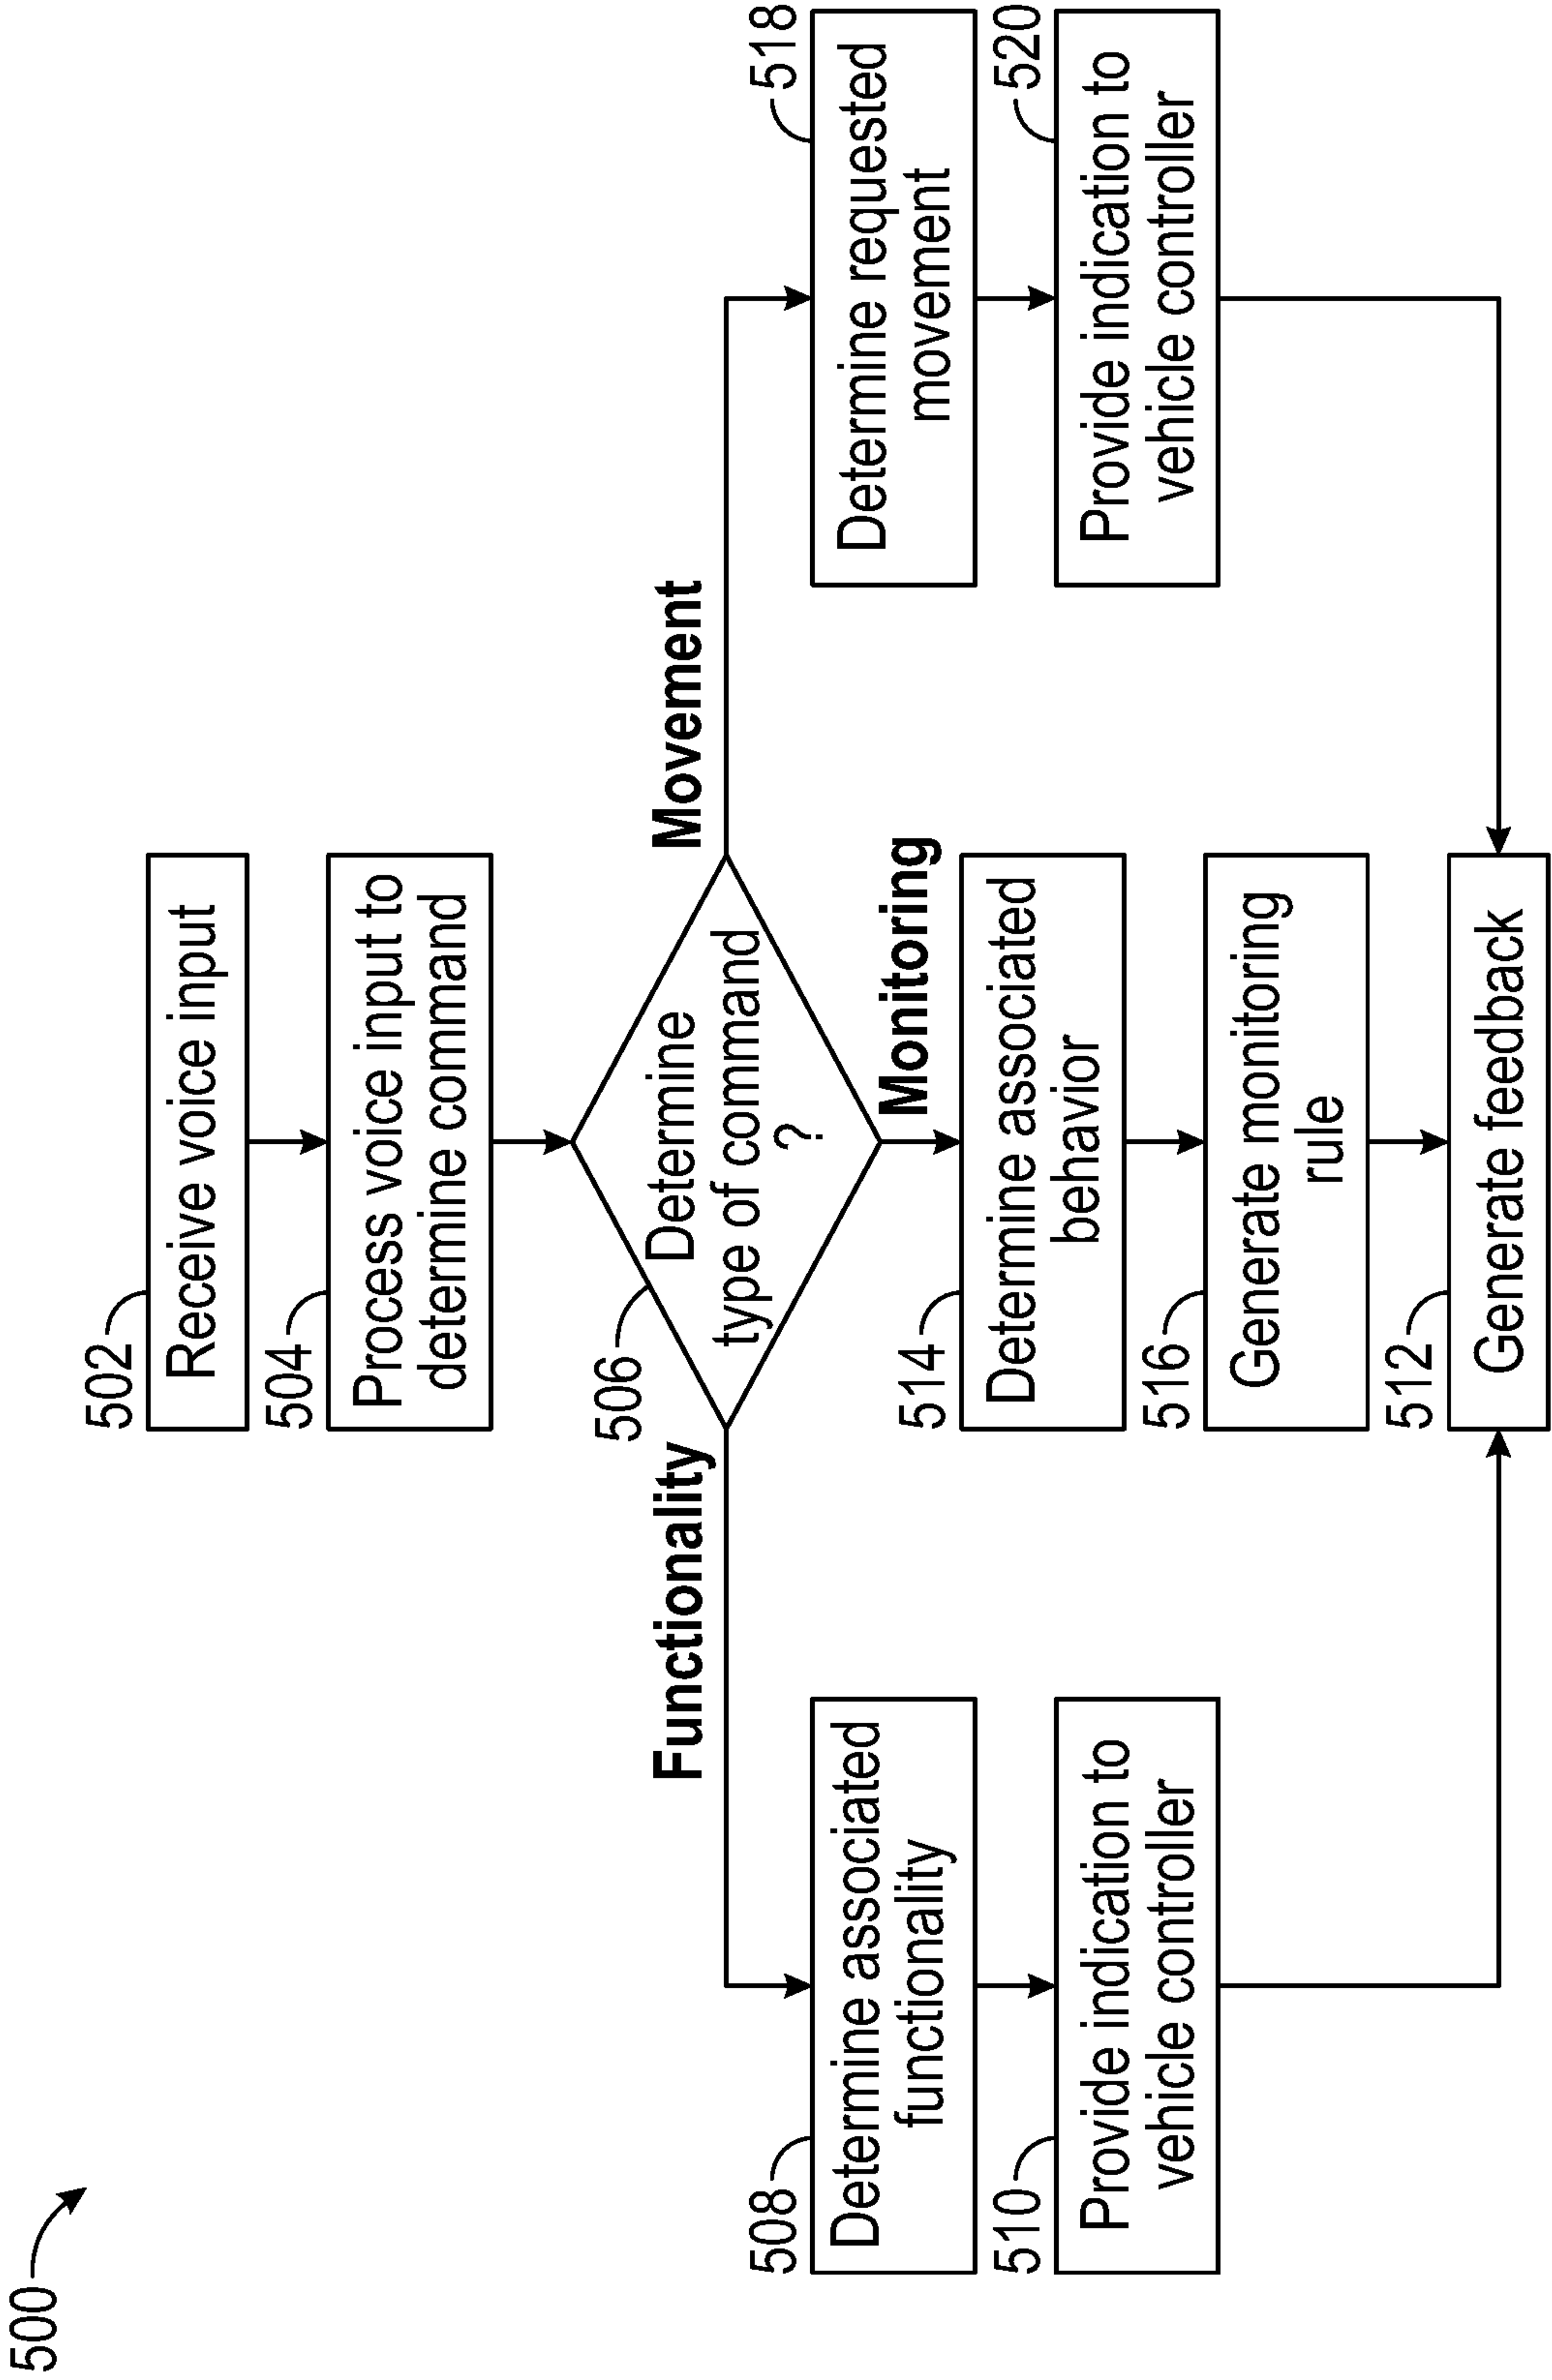 500
502
Receive voice input
504
Process voice input to
determine command
506
Determine
type of command
?
Functionality
Monitoring
Movement
508
Determine associated
functionality
510
Provide indication to
vehicle controller
514
Determine associated
behavior
516
Generate monitoring
rule
518
Determine requested
movement
520
Provide indication to
vehicle controller
512
Generate feedback